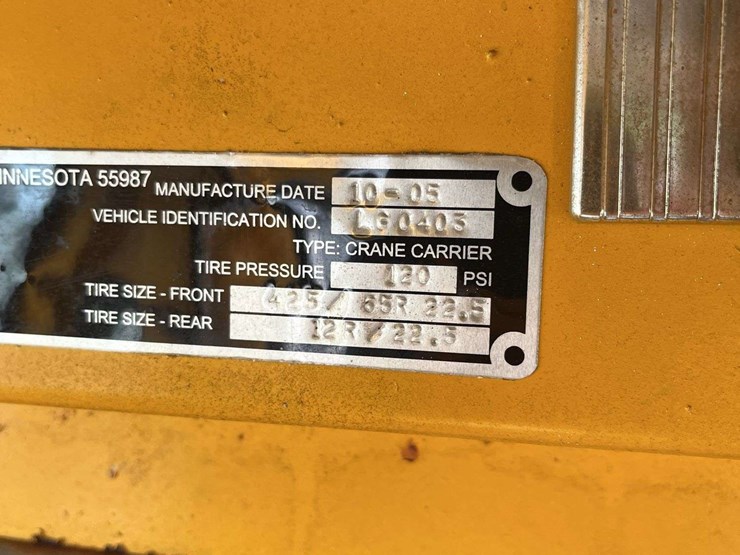 INNESOTA 55987
MANUFACTURE DATE 10-05
VEHICLE IDENTIFICATION NO.
TYPE: CRANE CARRIER
TIRE PRESSURE 120 PSI
TIRE SIZE - FRONT 425/65R 22.5
TIRE SIZE - REAR 12R/22.5